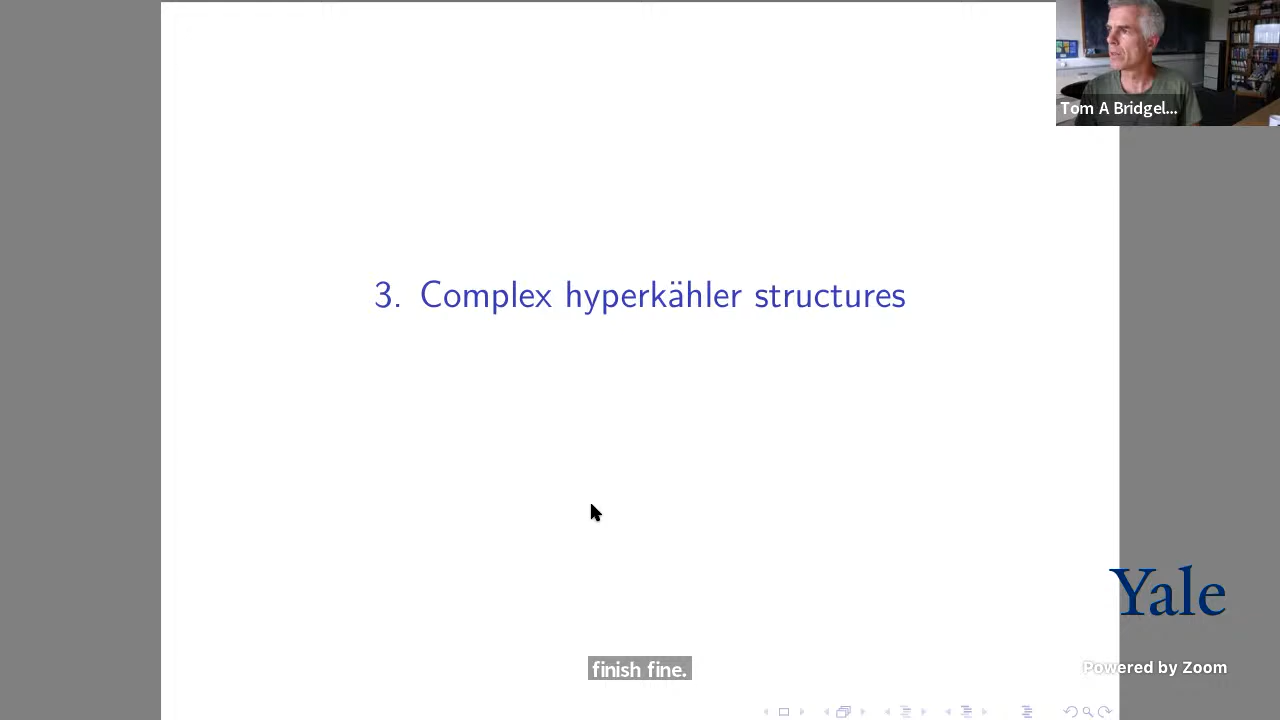 Tom A Bridgel...
3. Complex hyperkähler structures
Yale
finish fine.
Powered by Zoom